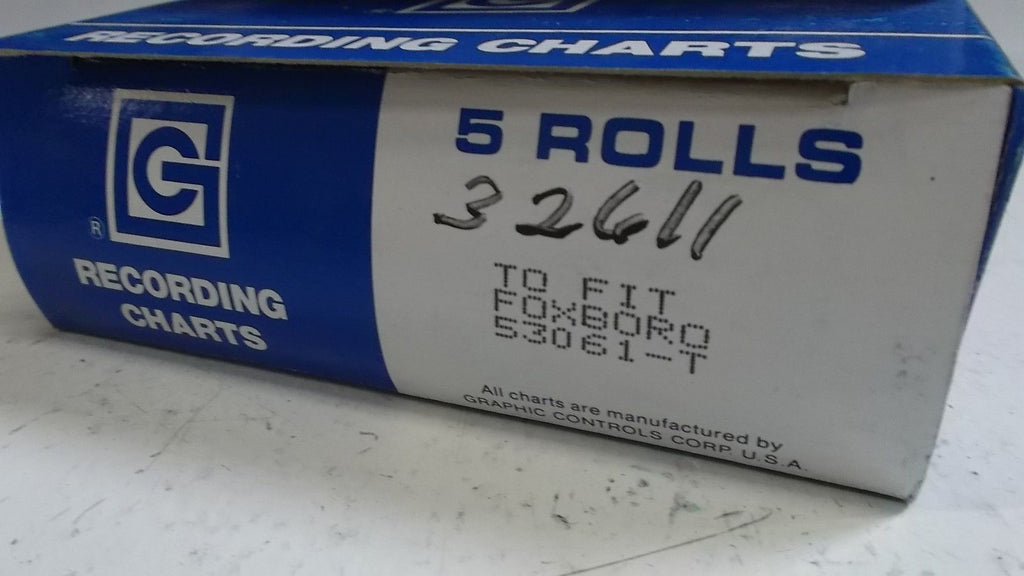 RECORDING CHARTS
GC
®
RECORDING
CHARTS
5 ROLLS
32611
TO FIT
FOXBORO
53061-T
All charts are manufactured by
GRAPHIC CONTROLS CORP. U.S.A.